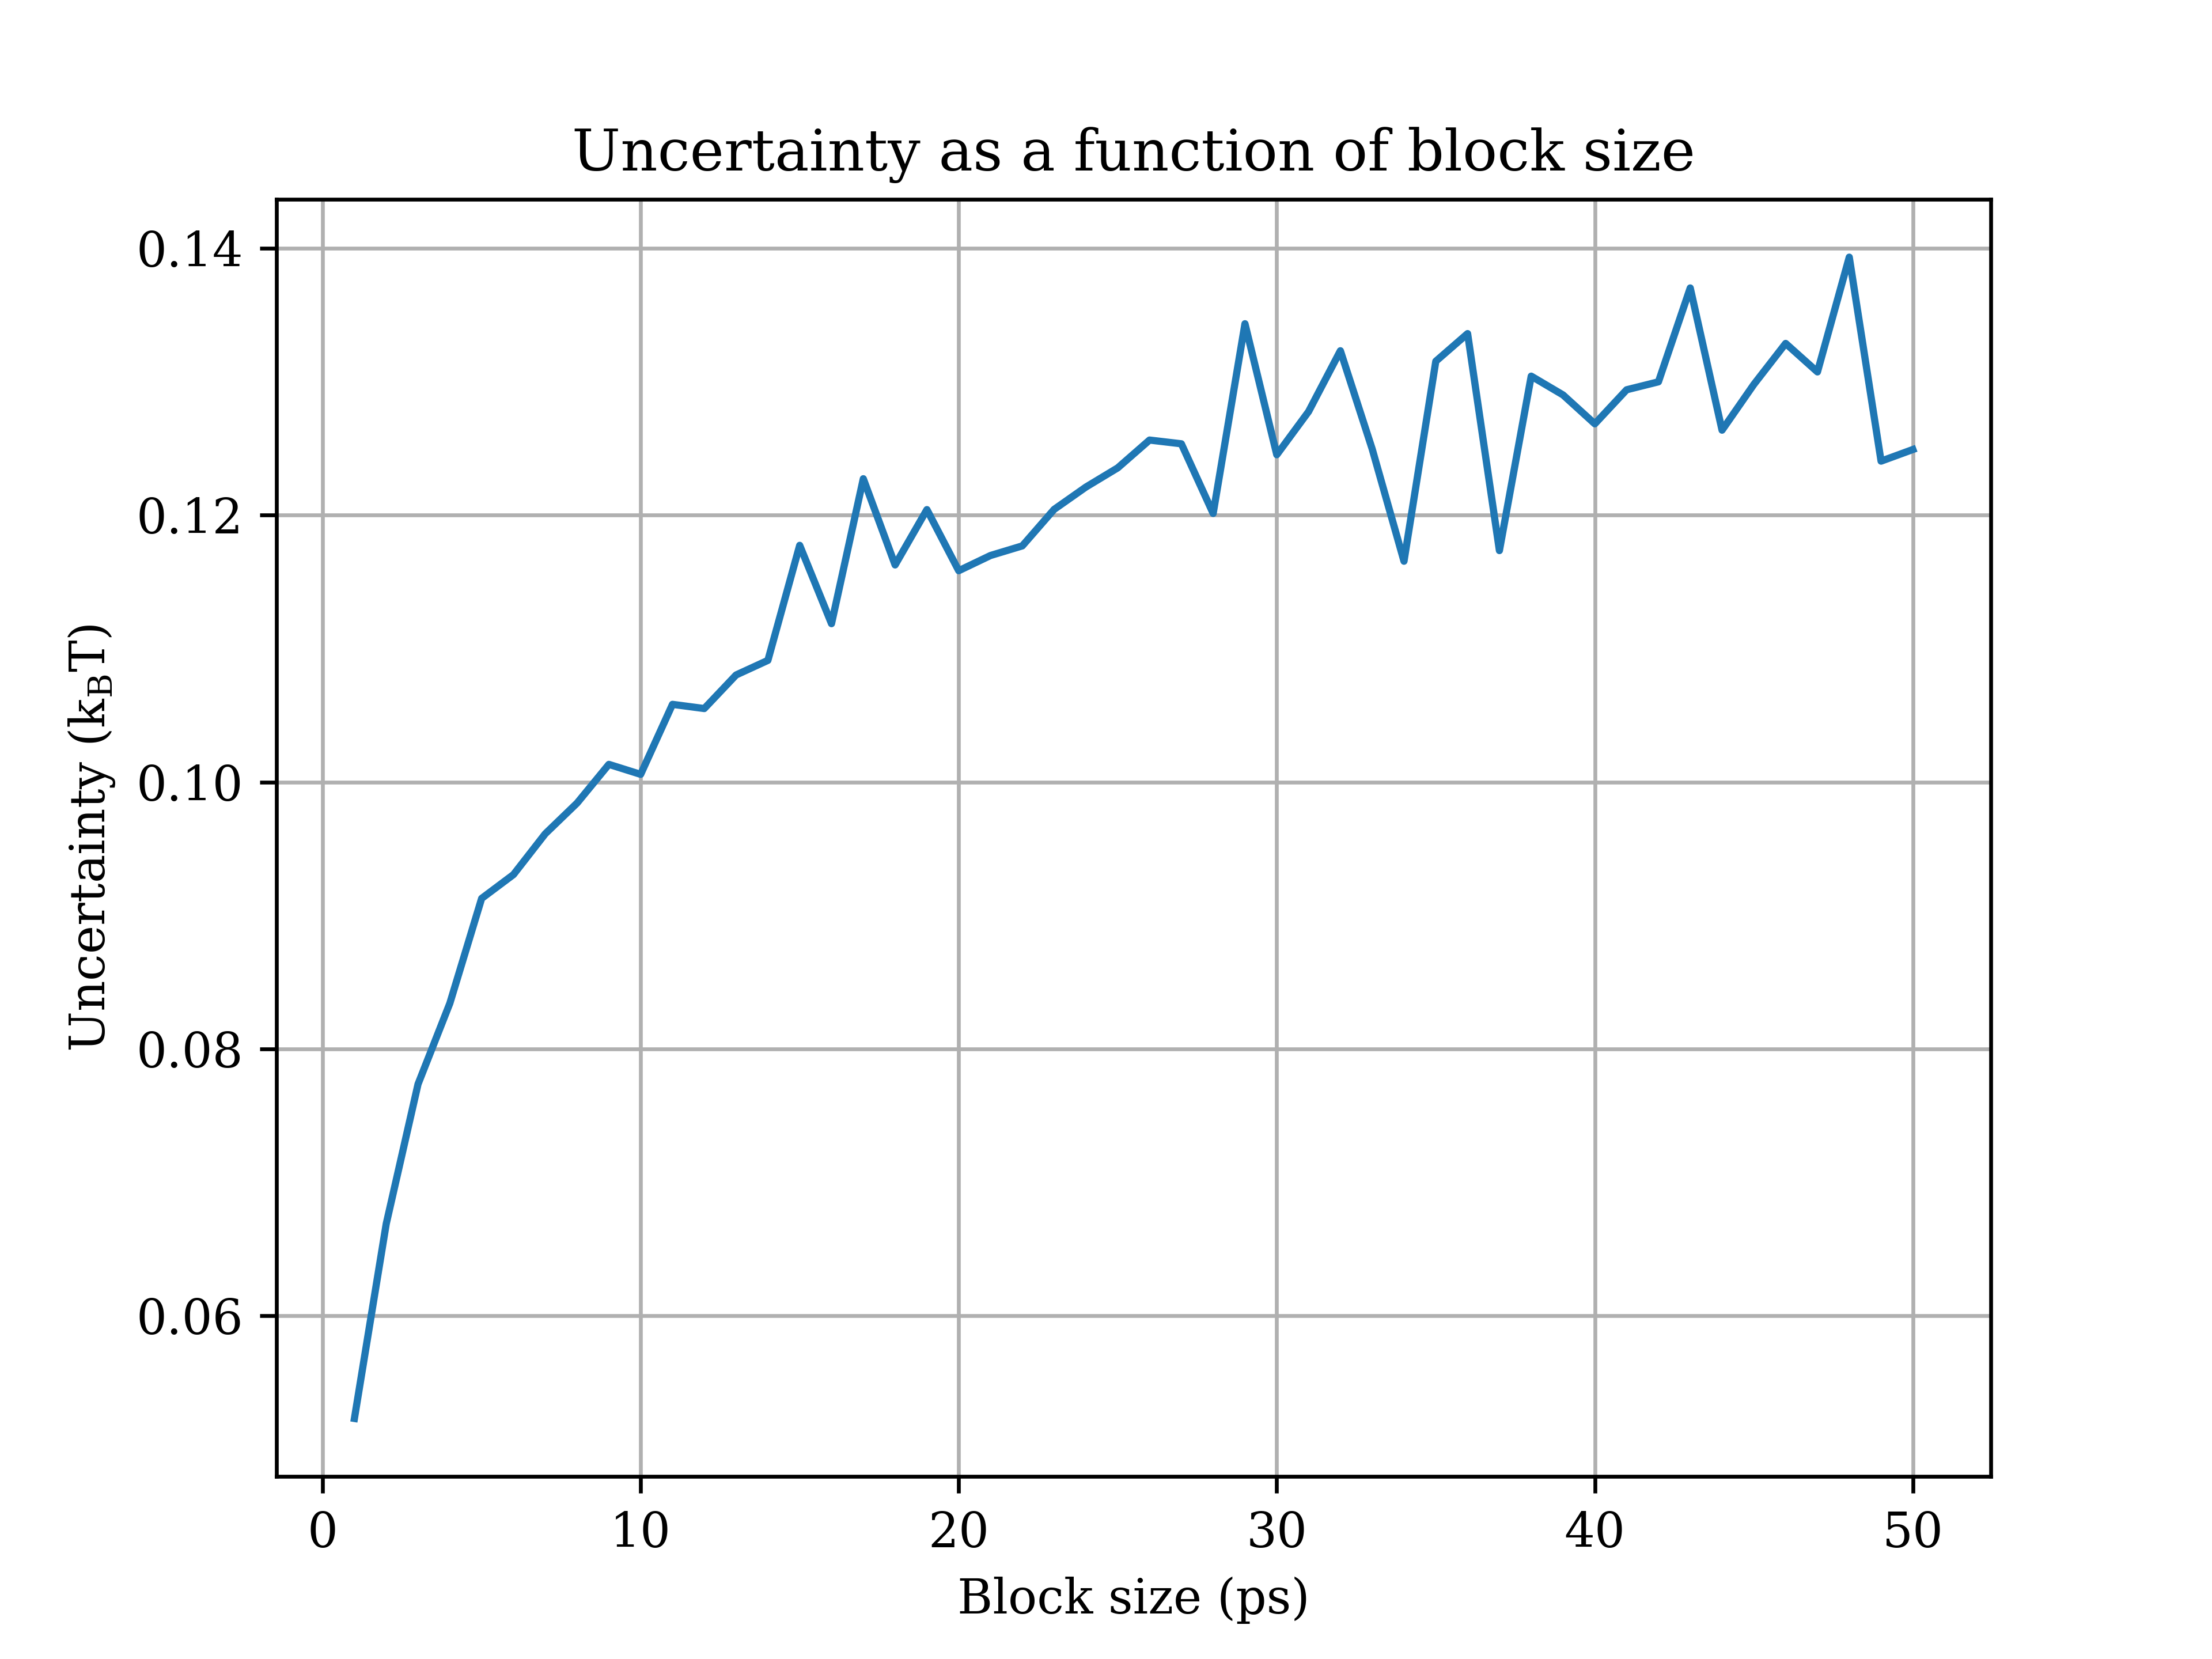 Uncertainty as a function of block size
0.14
0.12
0.10
0.08
0.06
Uncertainty (k_BT)
0 10 20 30 40 50
Block size (ps)